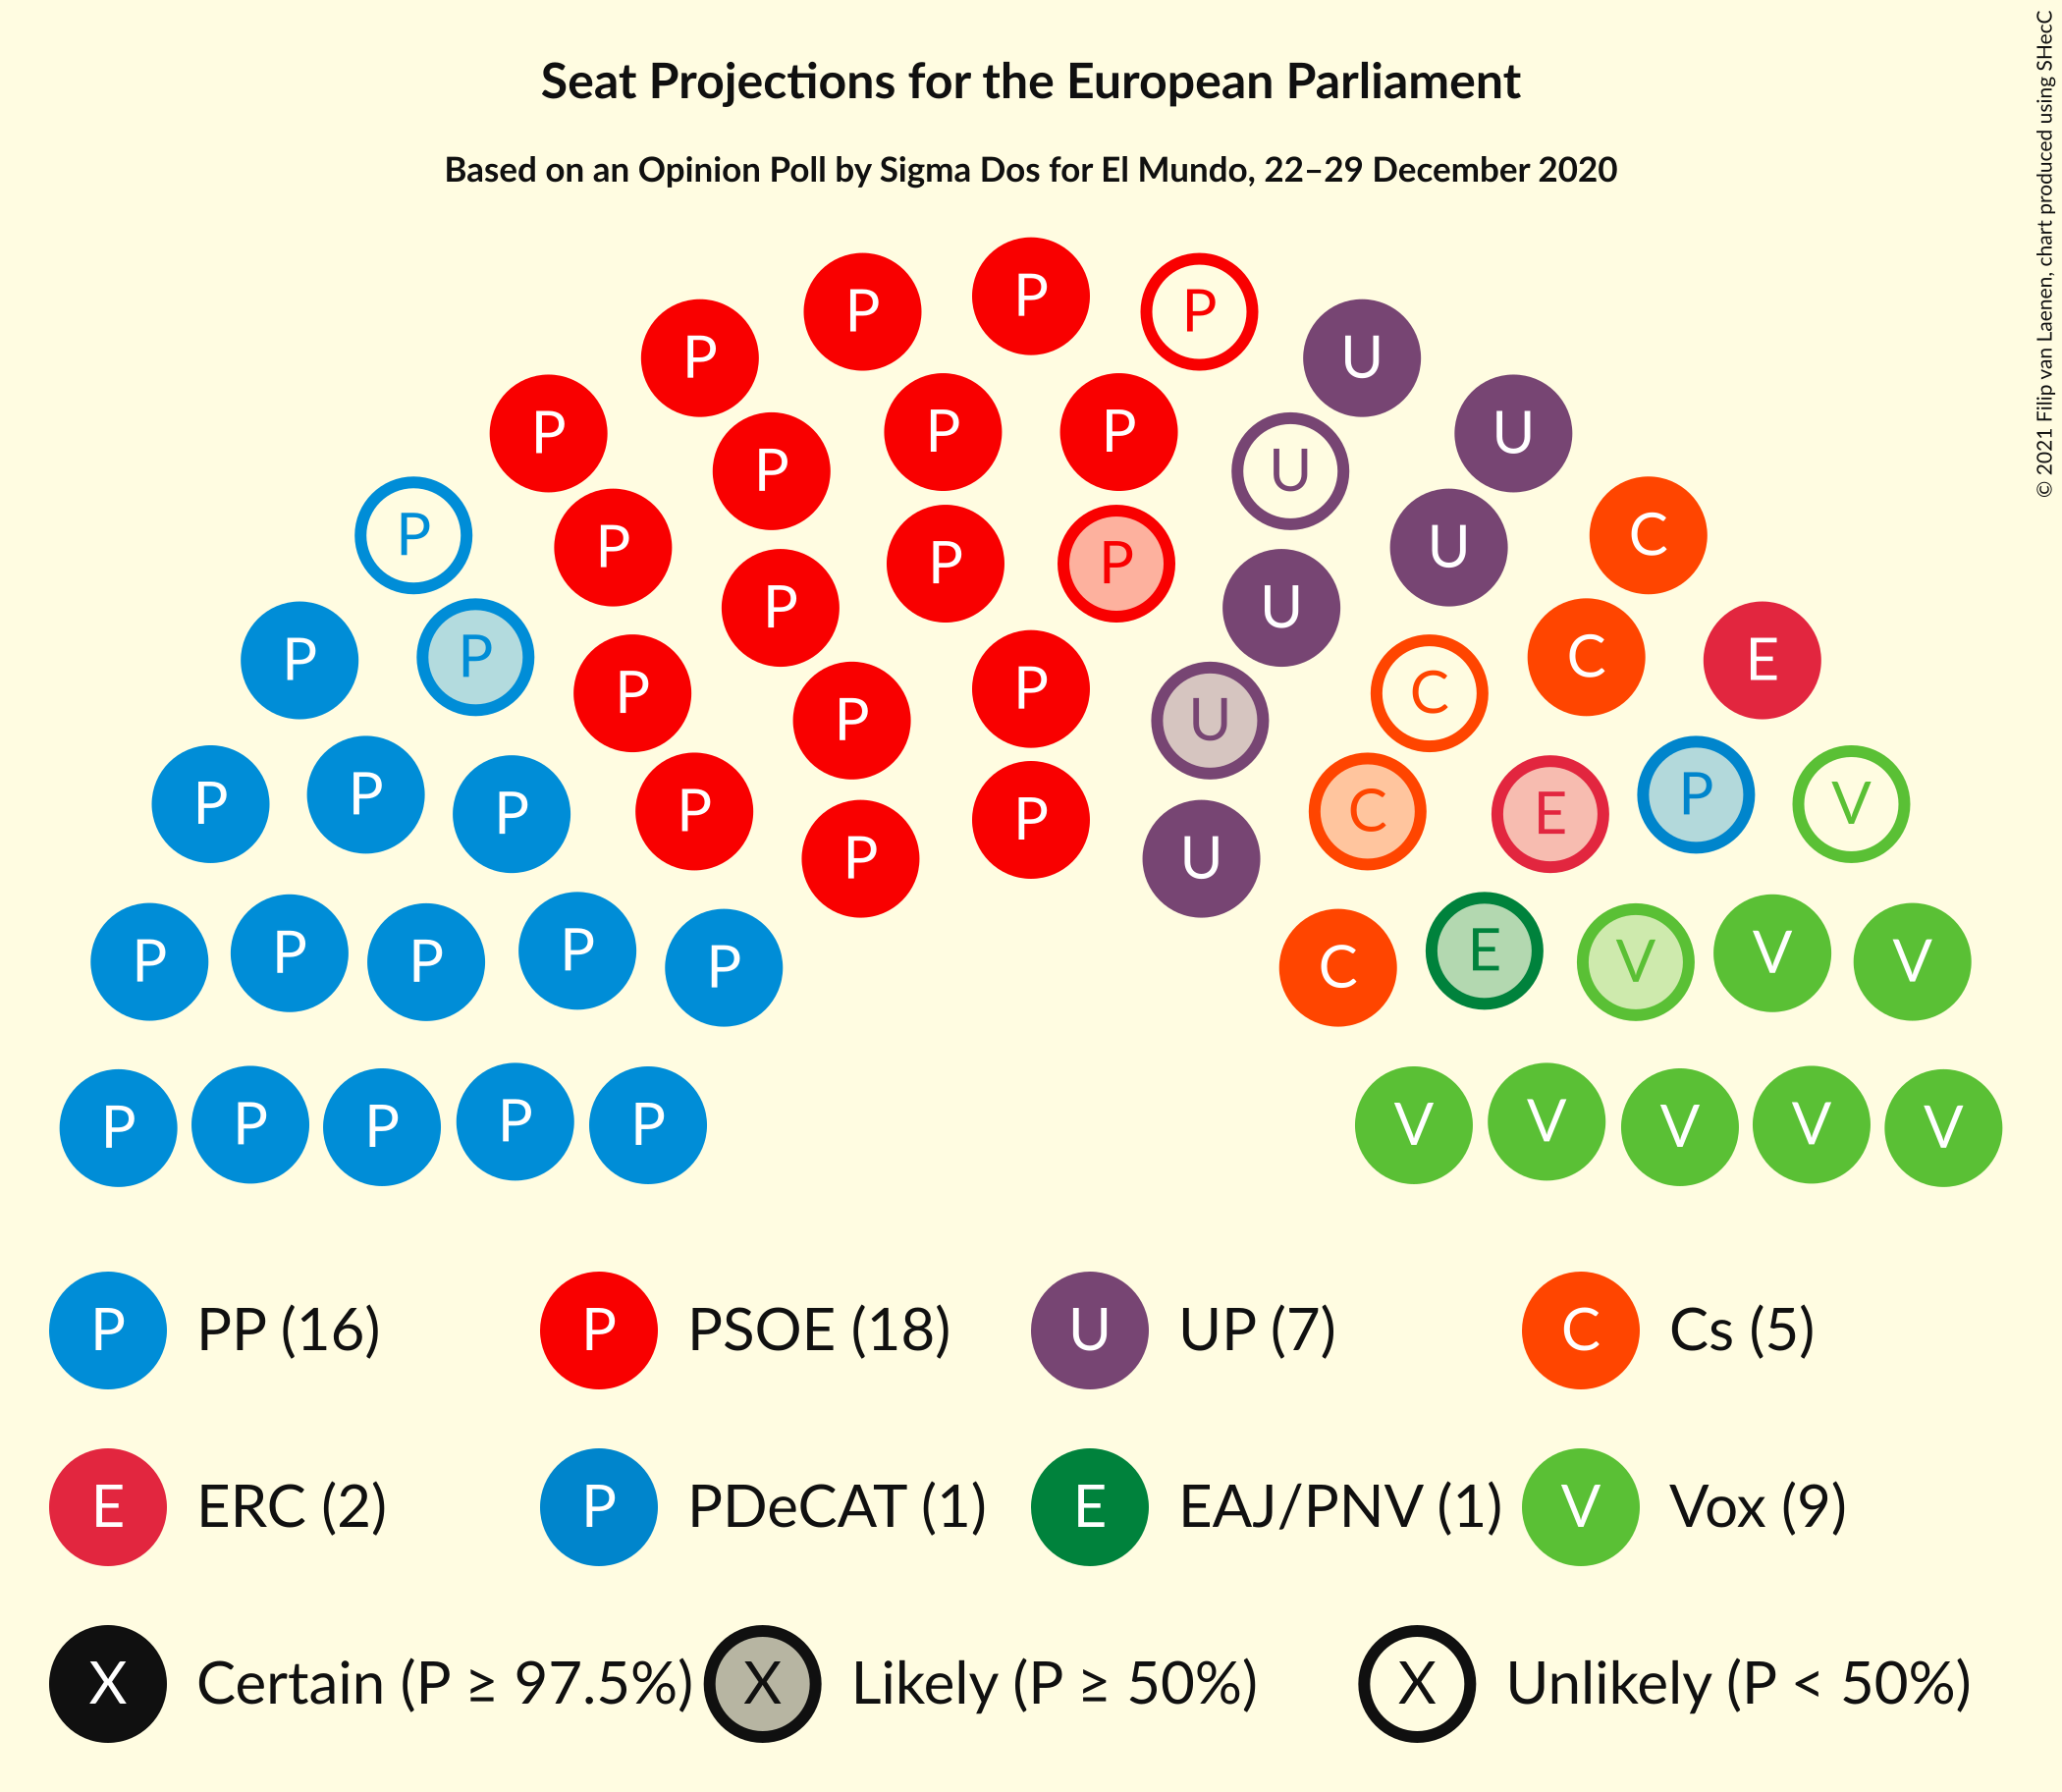 Seat Projections for the European Parliament
Based on an Opinion Poll by Sigma Dos for El Mundo, 22–29 December 2020
© 2021 Filip van Laenen, chart produced using SHecC
P
P P
P U
P P
P P
P U
P U
P P
P C
P P
U
P U
P P
P C
P E
P P
P U
P P
C P
V
P P
C E
P
P U
P P
V V
P P
E
P P
V V
P C
P P
V V
P V
P V
P V
P PP (16) P PSOE (18) U UP (7) C Cs (5)
E ERC (2) P PDeCAT (1) E EAJ/PNV (1) V Vox (9)
X Certain (P ≥ 97.5%) X Likely (P ≥ 50%) X Unlikely (P < 50%)